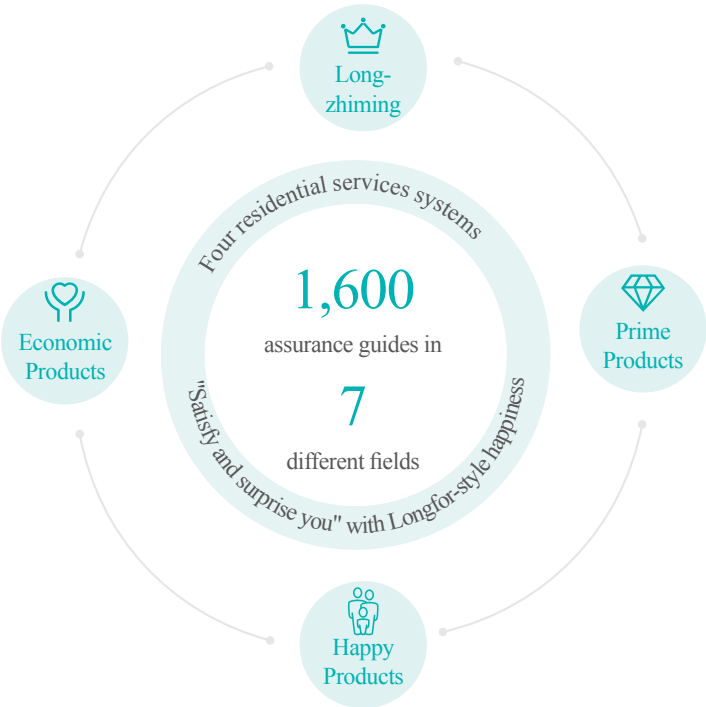 Long-
zhiming
Four residential services systems
1,600
assurance guides in
7
different fields
"Satisfy and surprise you" with Longfor-style happiness
Economic
Products
Prime
Products
Happy
Products